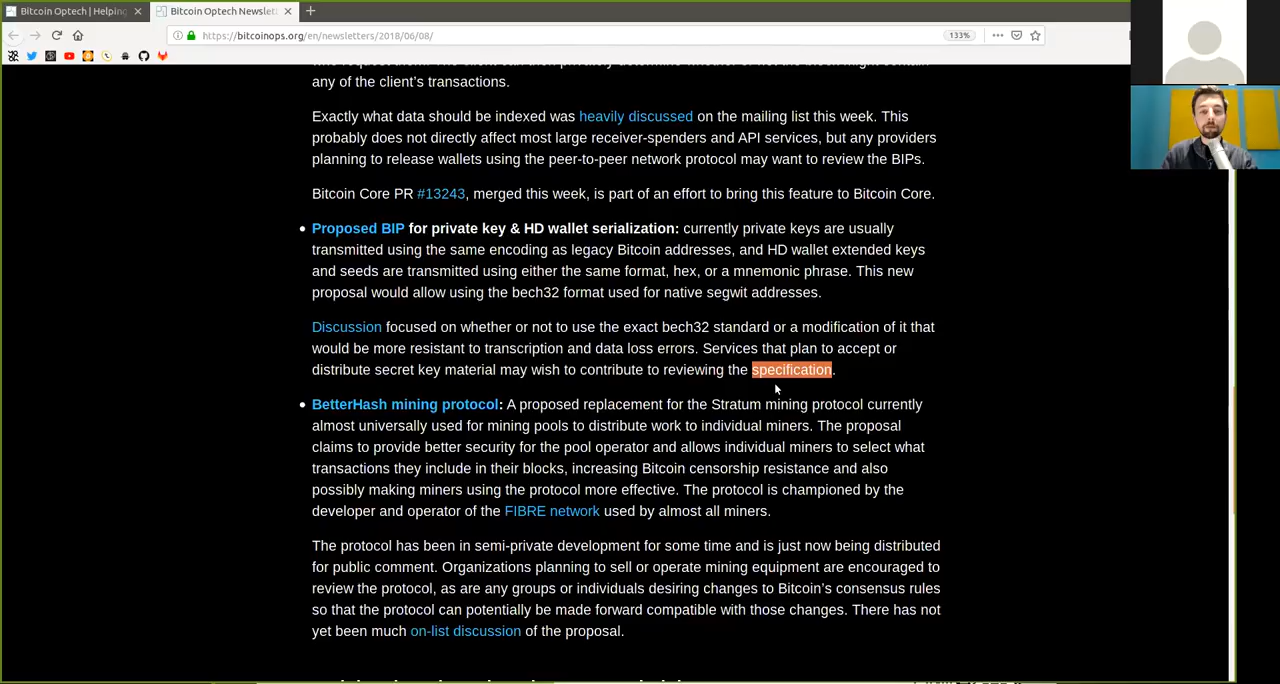 Bitcoin Optech | Helping
Bitcoin Optech Newslett
https://bitcoinops.org/en/newsletters/2018/06/08/
133%
any of the client's transactions.
Exactly what data should be indexed was heavily discussed on the mailing list this week. This
probably does not directly affect most large receiver-spenders and API services, but any providers
planning to release wallets using the peer-to-peer network protocol may want to review the BIPs.
Bitcoin Core PR #13243, merged this week, is part of an effort to bring this feature to Bitcoin Core.
Proposed BIP for private key & HD wallet serialization: currently private keys are usually
transmitted using the same encoding as legacy Bitcoin addresses, and HD wallet extended keys
and seeds are transmitted using either the same format, hex, or a mnemonic phrase. This new
proposal would allow using the bech32 format used for native segwit addresses.
Discussion focused on whether or not to use the exact bech32 standard or a modification of it that
would be more resistant to transcription and data loss errors. Services that plan to accept or
distribute secret key material may wish to contribute to reviewing the specification.
BetterHash mining protocol: A proposed replacement for the Stratum mining protocol currently
almost universally used for mining pools to distribute work to individual miners. The proposal
claims to provide better security for the pool operator and allows individual miners to select what
transactions they include in their blocks, increasing Bitcoin censorship resistance and also
possibly making miners using the protocol more effective. The protocol is championed by the
developer and operator of the FIBRE network used by almost all miners.
The protocol has been in semi-private development for some time and is just now being distributed
for public comment. Organizations planning to sell or operate mining equipment are encouraged to
review the protocol, as are any groups or individuals desiring changes to Bitcoin's consensus rules
so that the protocol can potentially be made forward compatible with those changes. There has not
yet been much on-list discussion of the proposal.